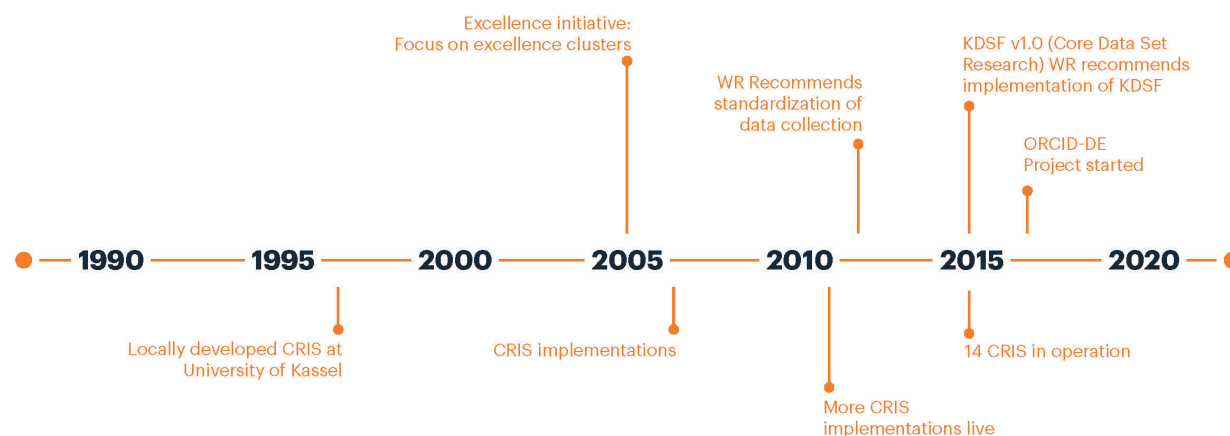 Excellence initiative:
Focus on excellence clusters
WR Recommends
standardization of
data collection
KDSF v1.0 (Core Data Set
Research) WR recommends
implementation of KDSF
ORCID-DE
Project started
1990
1995
2000
2005
2010
2015
2020
Locally developed CRIS at
University of Kassel
CRIS implementations
More CRIS
implementations live
14 CRIS in operation